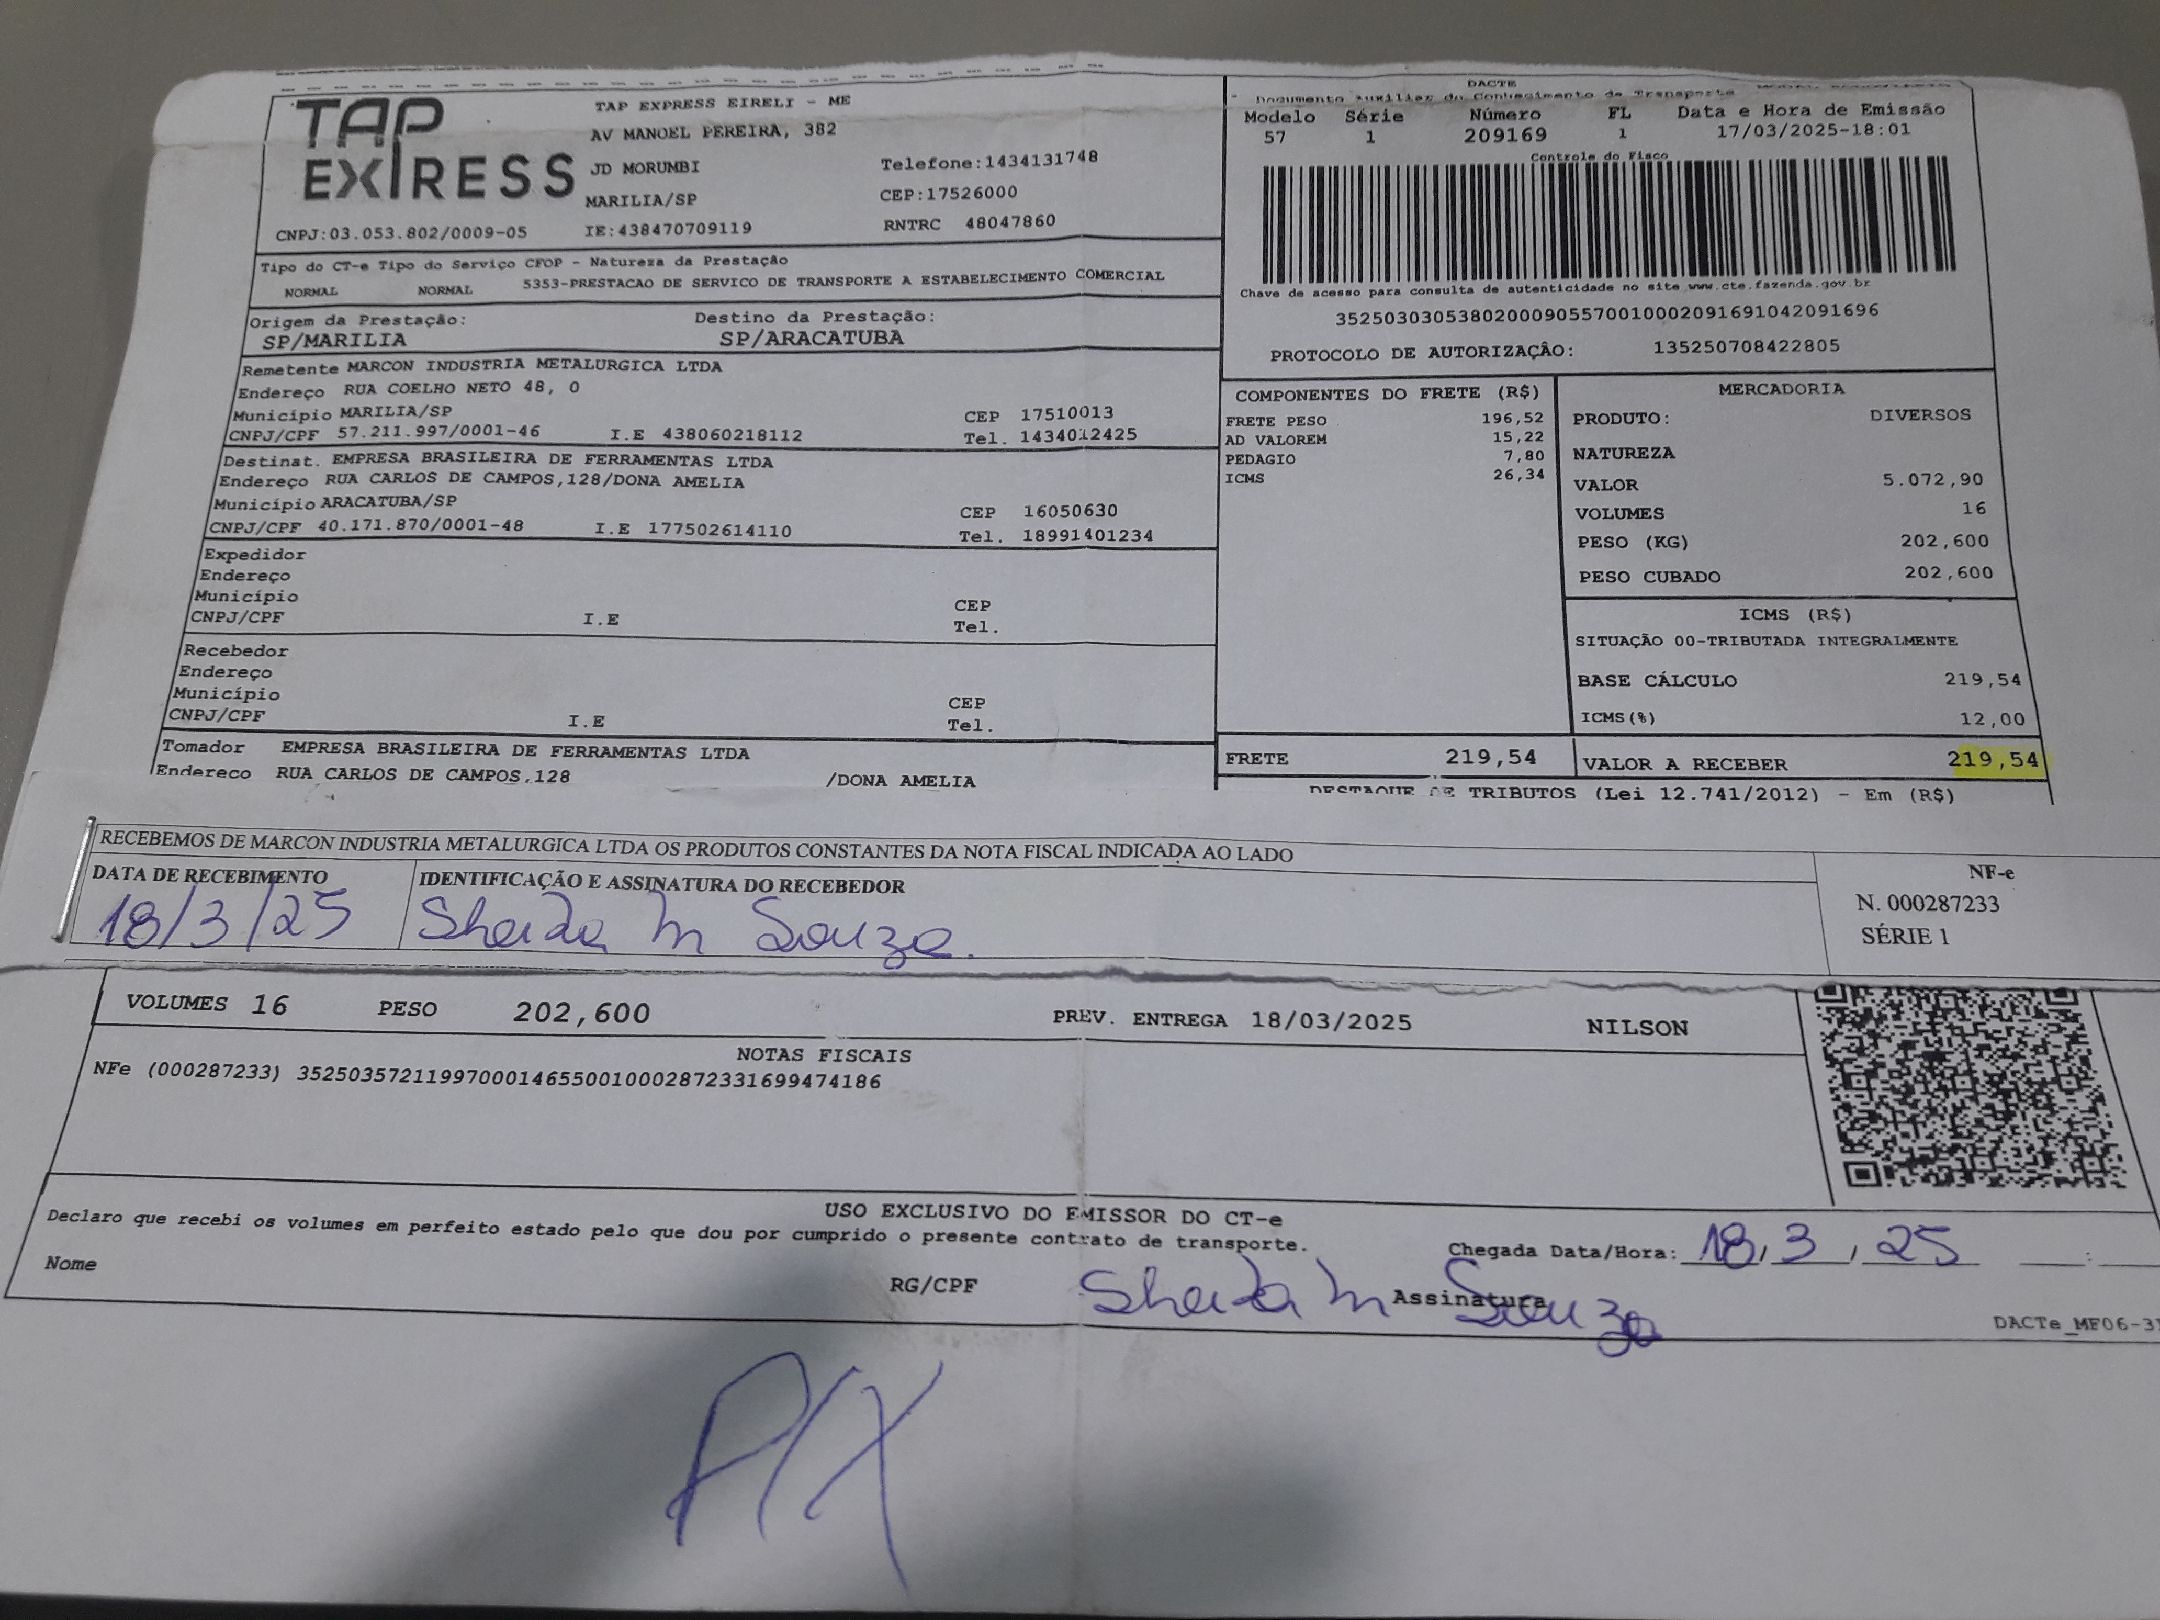 TAP
EXPRESS
TAP EXPRESS EIRELI - ME
AV MANOEL PEREIRA, 382
JD MORUMBI
Telefone:1434131748
MARILIA/SP
CEP:17526000
CNPJ:03.053.802/0009-05
IE:438470709119
RNTRC 48047860
Tipo do CT-e Tipo do Serviço CFOP - Natureza da Prestação
NORMAL NORMAL 5353-PRESTACAO DE SERVICO DE TRANSPORTE A ESTABELECIMENTO COMERCIAL
Origem da Prestação: Destino da Prestação:
SP/MARILIA SP/ARACATUBA
Remetente MARCON INDUSTRIA METALURGICA LTDA
Endereço RUA COELHO NETO 48, 0
Município MARILIA/SP CEP 17510013
CNPJ/CPF 57.211.997/0001-46 I.E 438060218112 Tel. 1434012425
Destinat. EMPRESA BRASILEIRA DE FERRAMENTAS LTDA
Endereço RUA CARLOS DE CAMPOS,128/DONA AMELIA
Município ARACATUBA/SP CEP 16050630
CNPJ/CPF 40.171.870/0001-48 I.E 177502614110 Tel. 18991401234
Expedidor
Endereço
Município CEP
CNPJ/CPF I.E Tel.
Recebedor
Endereço
Município CEP
CNPJ/CPF I.E Tel.
Tomador EMPRESA BRASILEIRA DE FERRAMENTAS LTDA
Endereco RUA CARLOS DE CAMPOS,128 /DONA AMELIA
DACTE
Documento Auxiliar do Conhecimento de Transporte
Modelo Série Número FL Data e Hora de Emissão
57 1 209169 1 17/03/2025-18:01
Controle do Fisco
Chave de acesso para consulta de autenticidade no site www.cte.fazenda.gov.br
35250303053802000905570010002091691042091696
PROTOCOLO DE AUTORIZAÇÂO: 135250708422805
COMPONENTES DO FRETE (R$)
FRETE PESO 196,52
AD VALOREM 15,22
PEDAGIO 7,80
ICMS 26,34
MERCADORIA
PRODUTO: DIVERSOS
NATUREZA
VALOR 5.072,90
VOLUMES 16
PESO (KG) 202,600
PESO CUBADO 202,600
ICMS (R$)
SITUAÇÃO 00-TRIBUTADA INTEGRALMENTE
BASE CÁLCULO 219,54
ICMS(%) 12,00
FRETE 219,54 VALOR A RECEBER 219,54
DESTAQUE DE TRIBUTOS (Lei 12.741/2012) - Em (R$)
RECEBEMOS DE MARCON INDUSTRIA METALURGICA LTDA OS PRODUTOS CONSTANTES DA NOTA FISCAL INDICADA AO LADO
DATA DE RECEBIMENTO IDENTIFICAÇÃO E ASSINATURA DO RECEBEDOR
18/3/25 Sheida M Souza.
NF-e
N. 000287233
SÉRIE 1
VOLUMES 16 PESO 202,600 PREV. ENTREGA 18/03/2025 NILSON
NOTAS FISCAIS
NFe (000287233) 35250357211997000146550010002872331699474186
USO EXCLUSIVO DO EMISSOR DO CT-e
Declaro que recebi os volumes em perfeito estado pelo que dou por cumprido o presente contrato de transporte.
Chegada Data/Hora: 18/3/25 :
Nome RG/CPF Assinatura
Sheida M Souza
DACTe_MF06-31
PIX